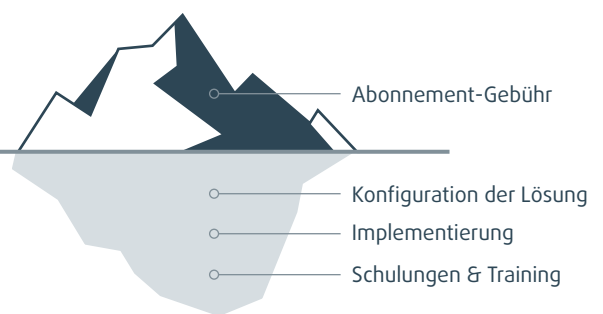 Abonnement-Gebühr
Konfiguration der Lösung
Implementierung
Schulungen & Training